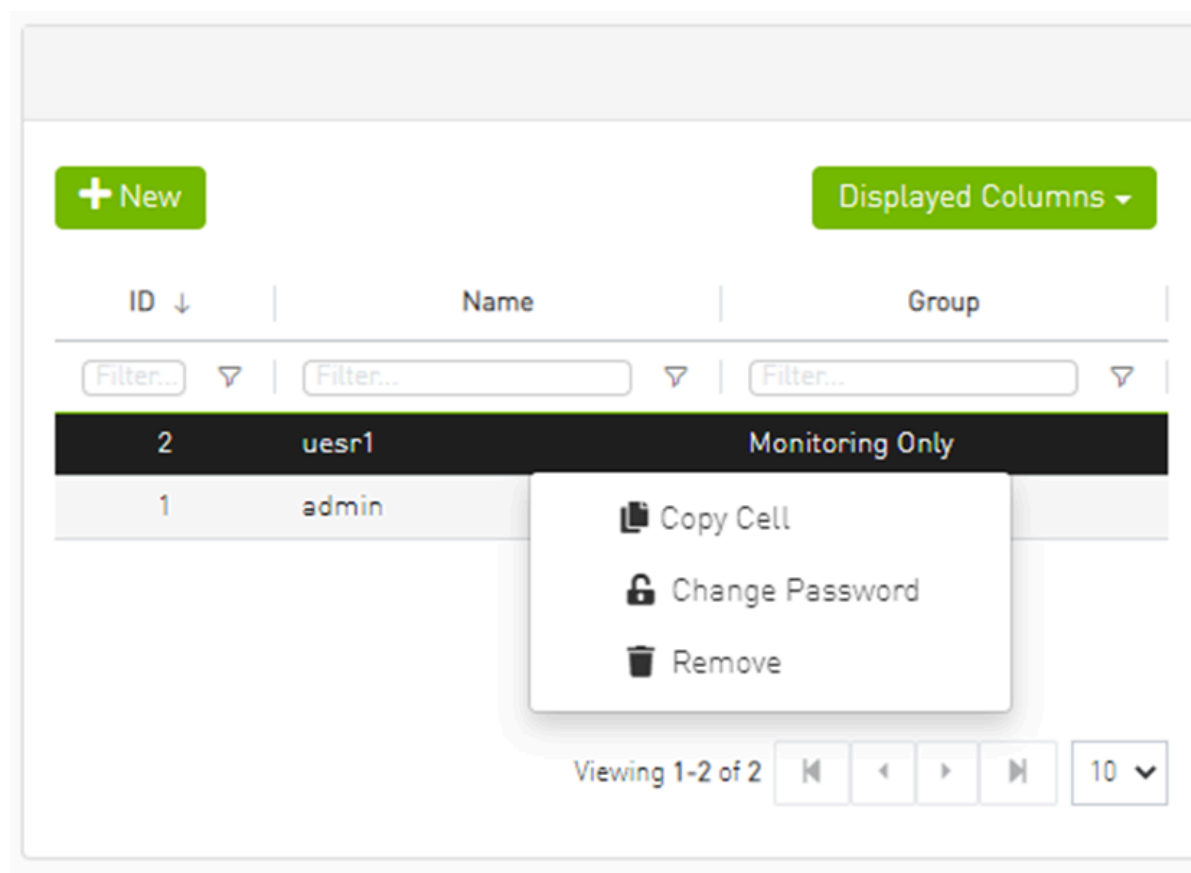 New Displayed Columns
ID Name Group
Filter... Filter... Filter...
2 uesr1 Monitoring Only
1 admin
Copy Cell
Change Password
Remove
Viewing 1-2 of 2 10